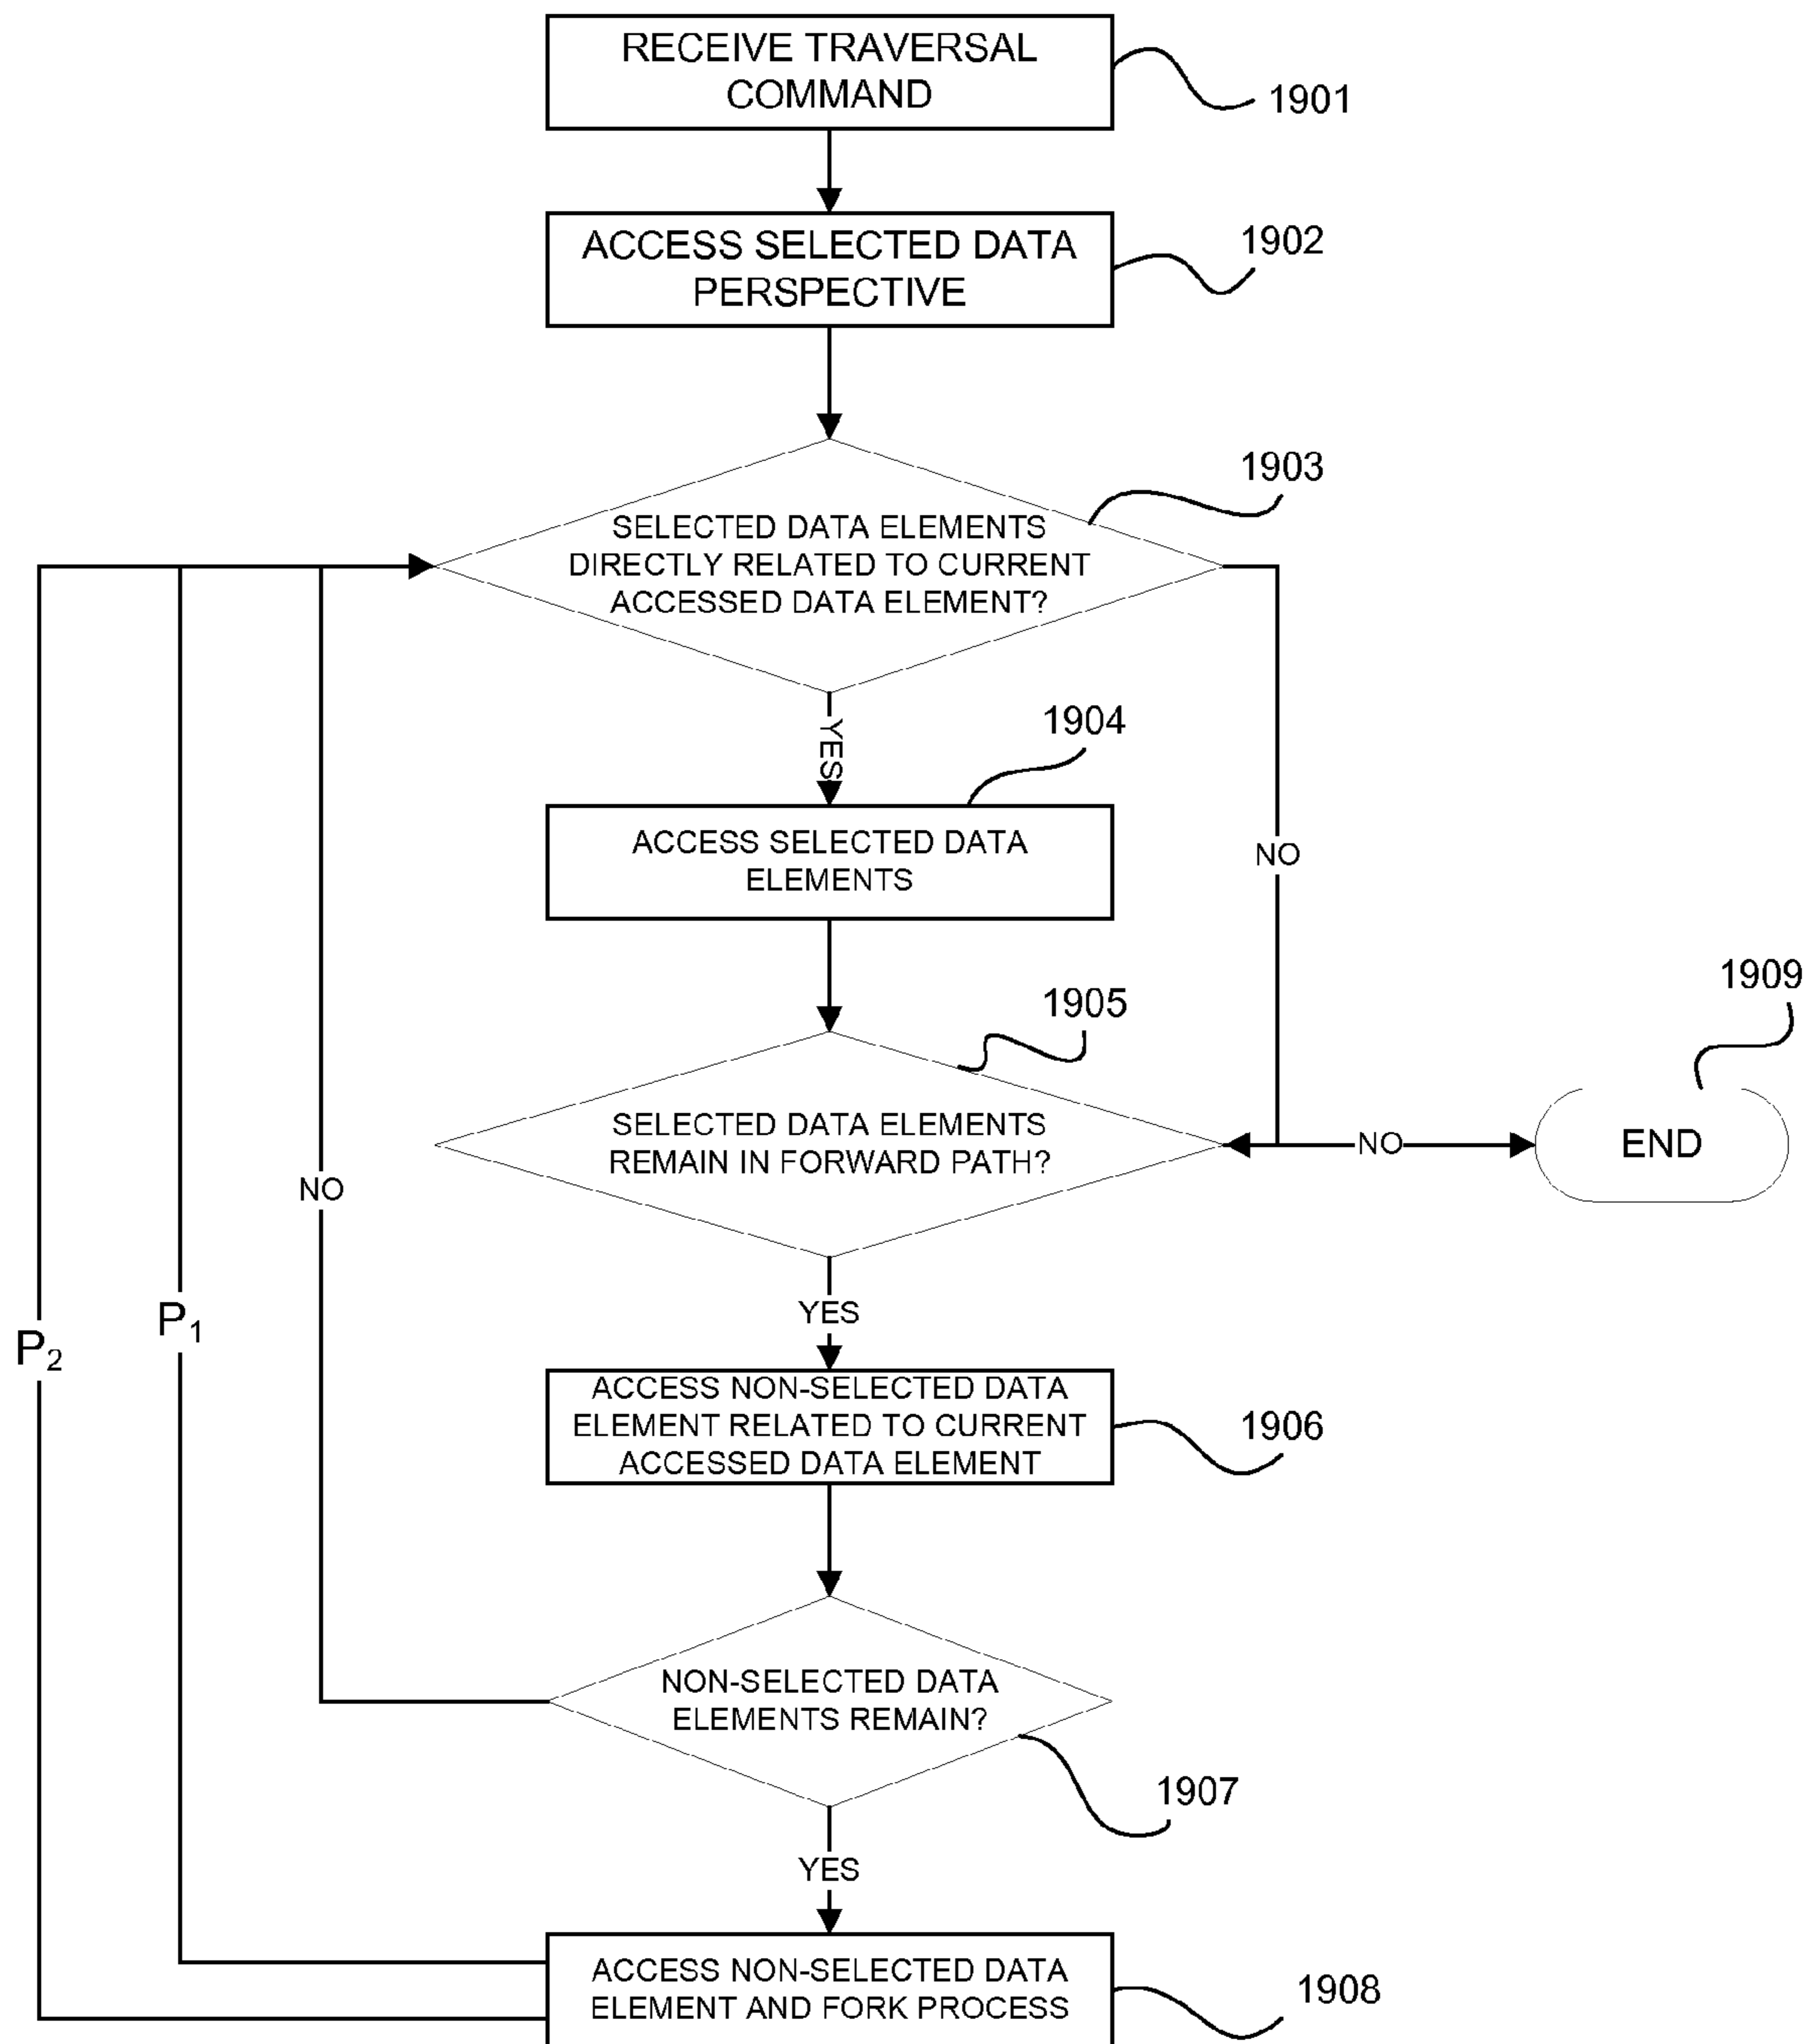 RECEIVE TRAVERSAL
COMMAND
1901
ACCESS SELECTED DATA
PERSPECTIVE
1902
1903
SELECTED DATA ELEMENTS
DIRECTLY RELATED TO CURRENT
ACCESSED DATA ELEMENT?
YES
1904
ACCESS SELECTED DATA
ELEMENTS
NO
1905
1909
SELECTED DATA ELEMENTS
REMAIN IN FORWARD PATH?
NO
END
NO
YES
P1
P2
ACCESS NON-SELECTED DATA
ELEMENT RELATED TO CURRENT
ACCESSED DATA ELEMENT
1906
NON-SELECTED DATA
ELEMENTS REMAIN?
1907
YES
ACCESS NON-SELECTED DATA
ELEMENT AND FORK PROCESS
1908